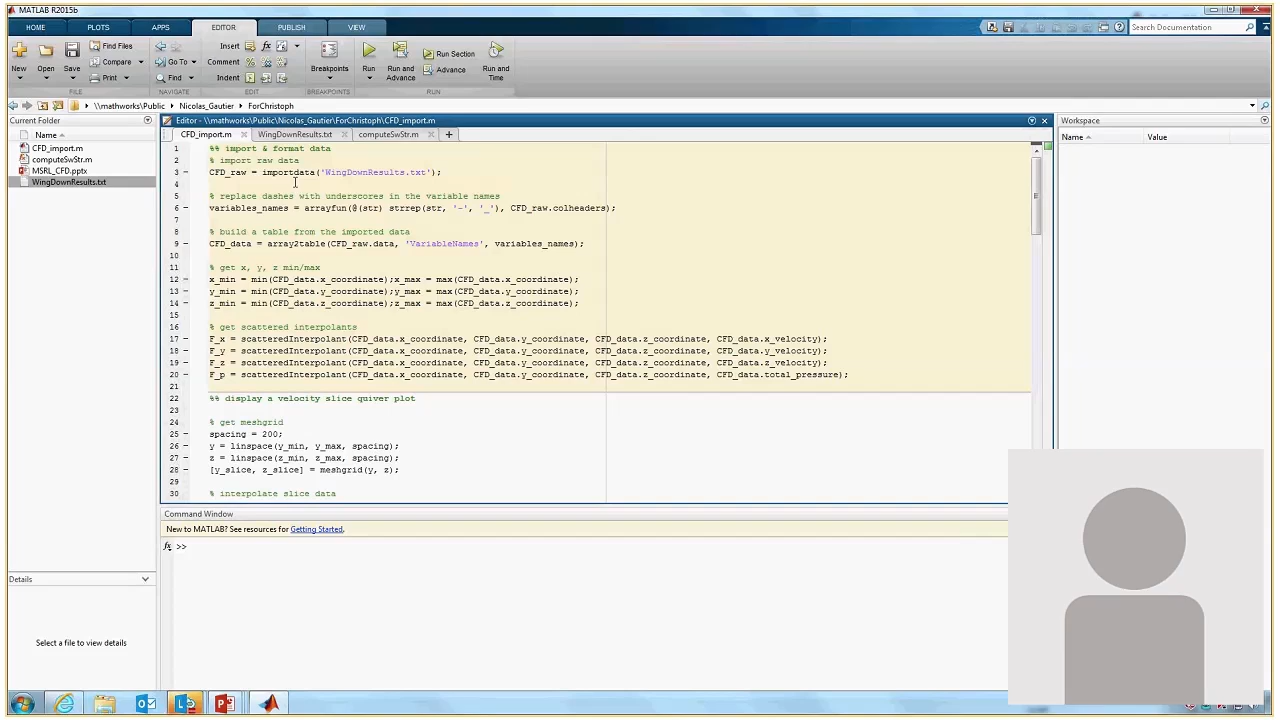 MATLAB R2015b
HOME
PLOTS
APPS
EDITOR
PUBLISH
VIEW
Search Documentation
New
Open
Save
Find Files
Compare
Print
Go To
Find
Insert
Comment
Indent
fx
Breakpoints
Run
Run and Advance
Run Section
Advance
Run and Time
FILE
NAVIGATE
EDIT
BREAKPOINTS
RUN
\\mathworks\Public
Nicolas_Gautier
ForChristoph
Current Folder
Name
CFD_import.m
computeSwStr.m
MSRL_CFD.pptx
WingDownResults.txt
Details
Select a file to view details
Editor - \\mathworks\Public\Nicolas_Gautier\ForChristoph\CFD_import.m
CFD_import.m
WingDownResults.txt
computeSwStr.m
1 %% import & format data
2 % import raw data
3 CFD_raw = importdata('WingDownResults.txt');
4
5 % replace dashes with underscores in the variable names
6 variables_names = arrayfun(@(str) strrep(str, '-', '_'), CFD_raw.colheaders);
7
8 % build a table from the imported data
9 CFD_data = array2table(CFD_raw.data, 'VariableNames', variables_names);
10
11 % get x, y, z min/max
12 x_min = min(CFD_data.x_coordinate);x_max = max(CFD_data.x_coordinate);
13 y_min = min(CFD_data.y_coordinate);y_max = max(CFD_data.y_coordinate);
14 z_min = min(CFD_data.z_coordinate);z_max = max(CFD_data.z_coordinate);
15
16 % get scattered interpolants
17 F_x = scatteredInterpolant(CFD_data.x_coordinate, CFD_data.y_coordinate, CFD_data.z_coordinate, CFD_data.x_velocity);
18 F_y = scatteredInterpolant(CFD_data.x_coordinate, CFD_data.y_coordinate, CFD_data.z_coordinate, CFD_data.y_velocity);
19 F_z = scatteredInterpolant(CFD_data.x_coordinate, CFD_data.y_coordinate, CFD_data.z_coordinate, CFD_data.z_velocity);
20 F_p = scatteredInterpolant(CFD_data.x_coordinate, CFD_data.y_coordinate, CFD_data.z_coordinate, CFD_data.total_pressure);
21
22 %% display a velocity slice quiver plot
23
24 % get meshgrid
25 spacing = 200;
26 y = linspace(y_min, y_max, spacing);
27 z = linspace(z_min, z_max, spacing);
28 [y_slice, z_slice] = meshgrid(y, z);
29
30 % interpolate slice data
Command Window
New to MATLAB? See resources for Getting Started.
fx >>
Workspace
Name
Value